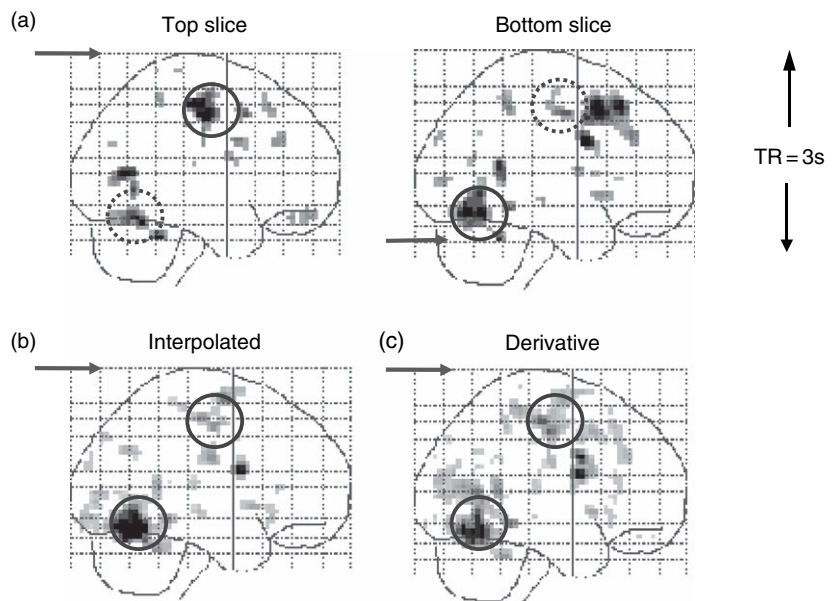 (a)
Top slice
Bottom slice
TR = 3s
(b)
Interpolated
(c)
Derivative